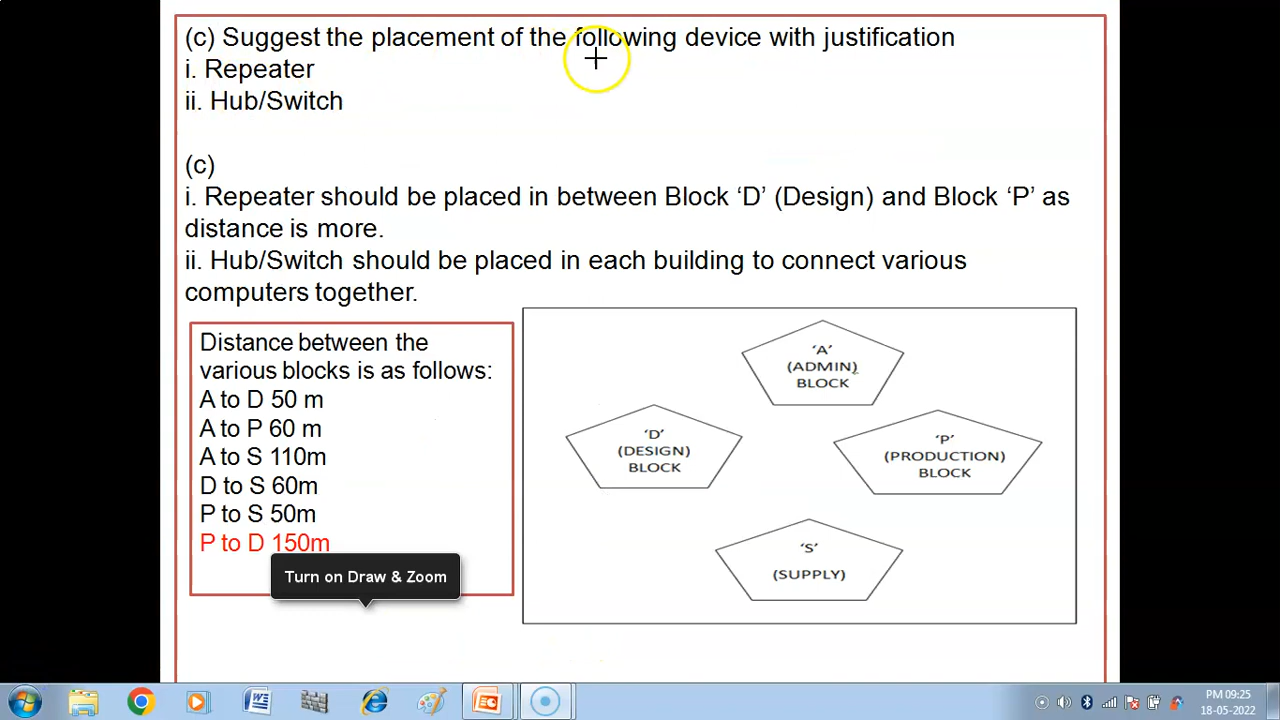 (c) Suggest the placement of the following device with justification
i. Repeater
ii. Hub/Switch
(c)
i. Repeater should be placed in between Block ‘D’ (Design) and Block ‘P’ as
distance is more.
ii. Hub/Switch should be placed in each building to connect various
computers together.
Distance between the
various blocks is as follows:
A to D 50 m
A to P 60 m
A to S 110m
D to S 60m
P to S 50m
P to D 150m
Turn on Draw & Zoom
‘A’
(ADMIN)
BLOCK
‘D’
(DESIGN)
BLOCK
‘P’
(PRODUCTION)
BLOCK
‘S’
(SUPPLY)
PM 09:25
18-05-2022